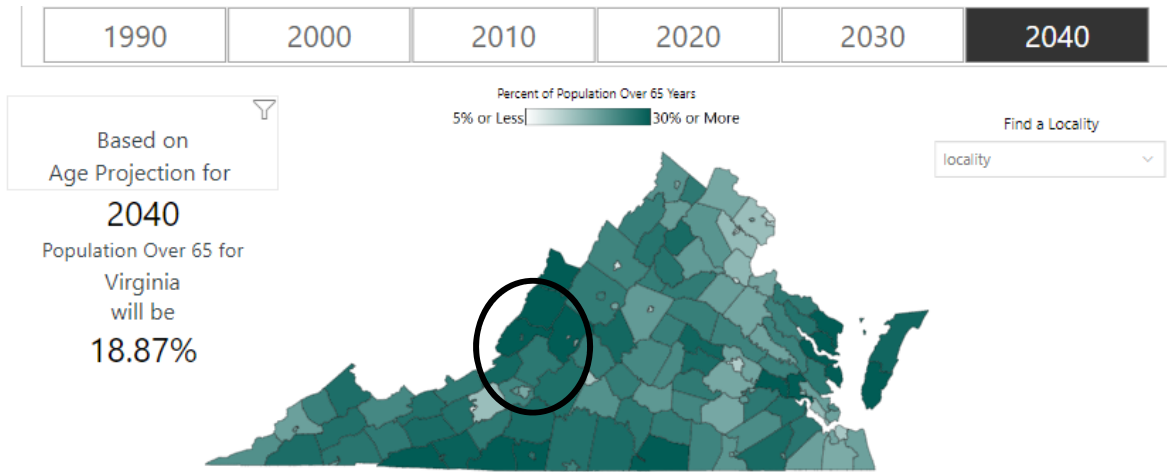 1990 2000 2010 2020 2030 2040
Percent of Population Over 65 Years
5% or Less 30% or More
Find a Locality
locality
Based on
Age Projection for
2040
Population Over 65 for
Virginia
will be
18.87%